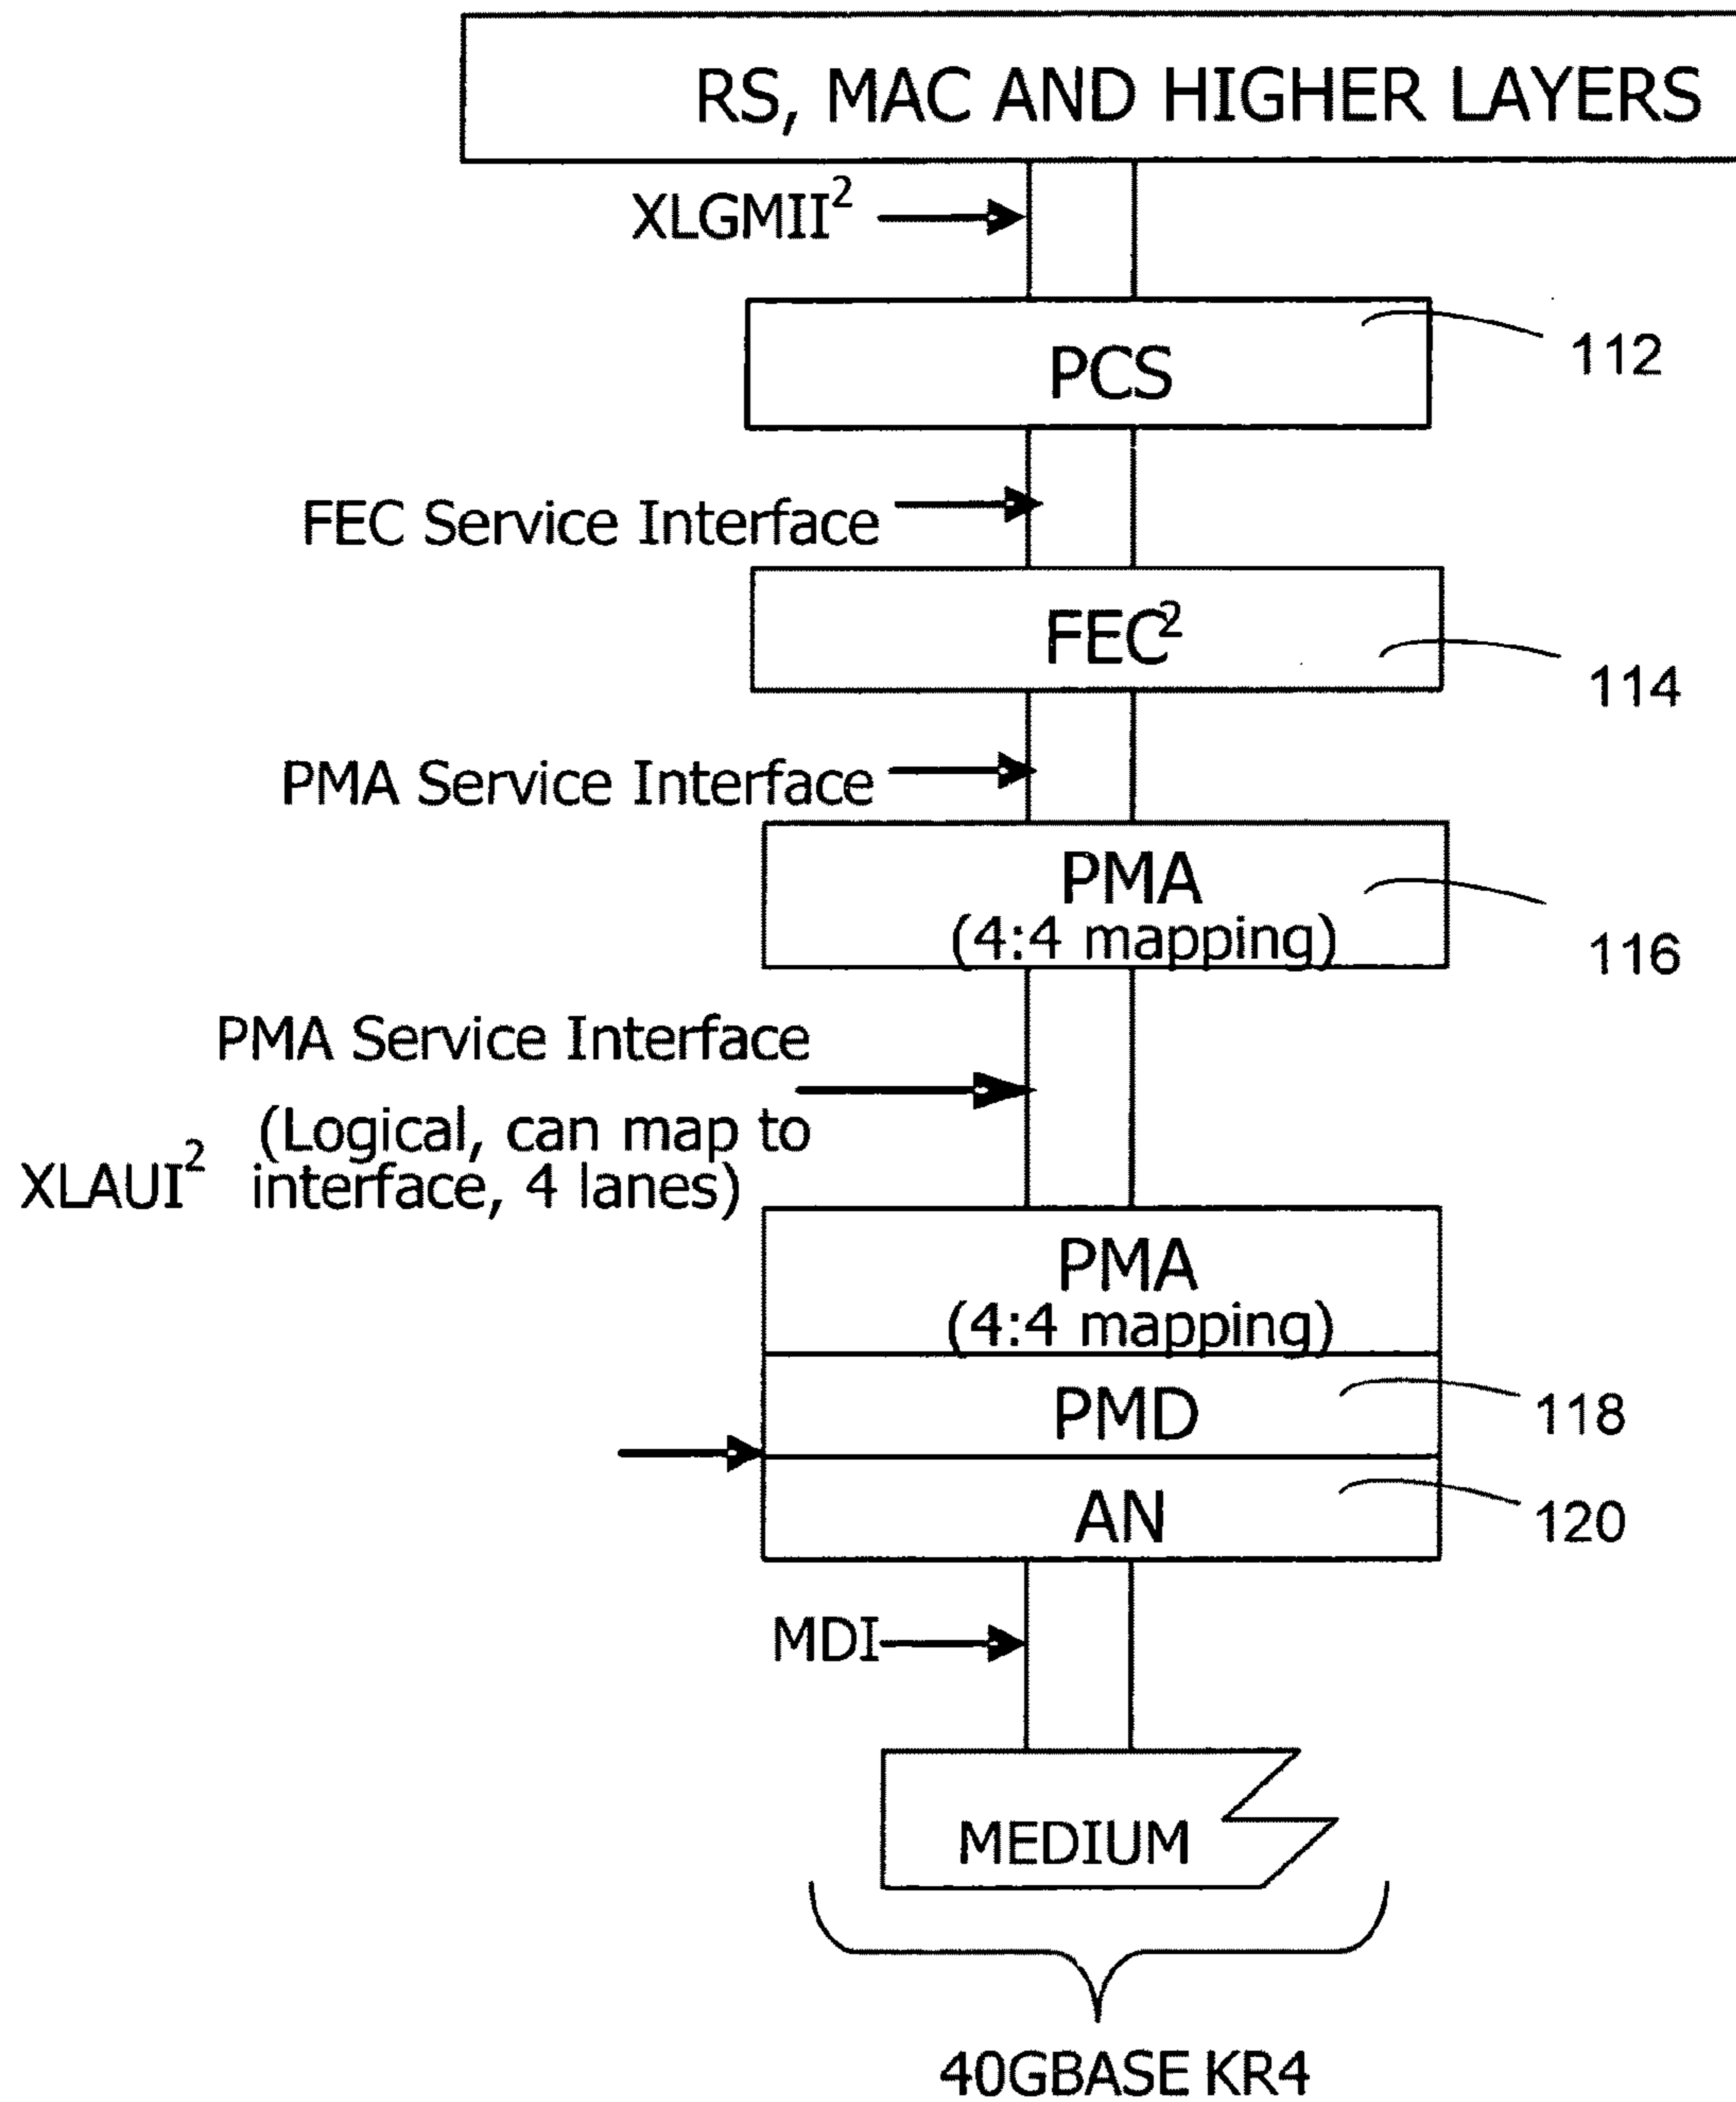 RS, MAC AND HIGHER LAYERS
XLGMII²
PCS
112
FEC Service Interface
FEC²
114
PMA Service Interface
PMA
(4:4 mapping)
116
PMA Service Interface
(Logical, can map to
XLAUI² interface, 4 lanes)
PMA
(4:4 mapping)
PMD
118
AN
120
MDI
MEDIUM
40GBASE KR4